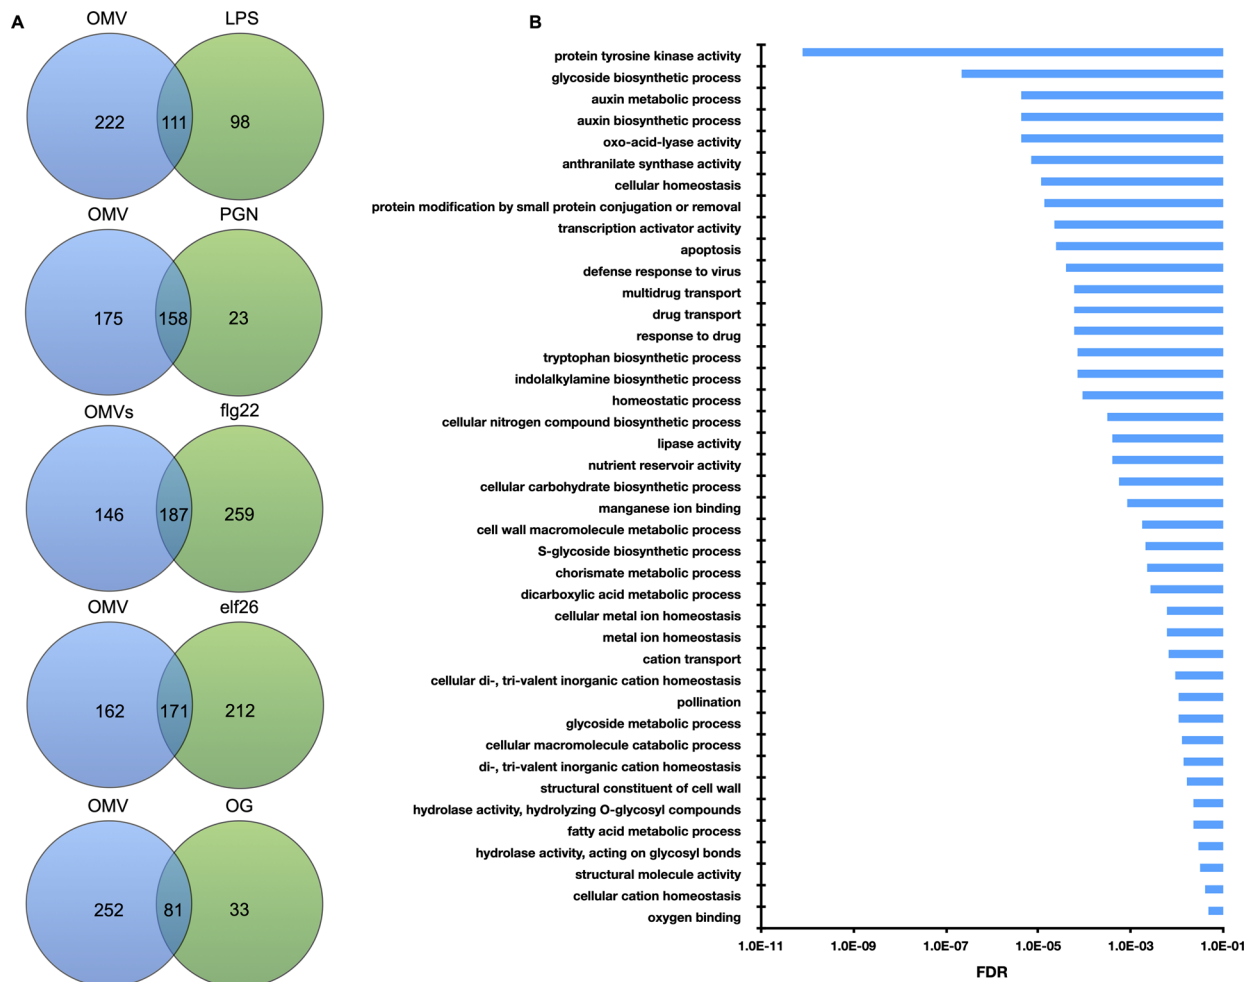 A
OMV LPS
222 111 98
OMV PGN
175 158 23
OMVs flg22
146 187 259
OMV elf26
162 171 212
OMV OG
252 81 33
B
protein tyrosine kinase activity
glycoside biosynthetic process
auxin metabolic process
auxin biosynthetic process
oxo-acid-lyase activity
anthranilate synthase activity
cellular homeostasis
protein modification by small protein conjugation or removal
transcription activator activity
apoptosis
defense response to virus
multidrug transport
drug transport
response to drug
tryptophan biosynthetic process
indolalkylamine biosynthetic process
homeostatic process
cellular nitrogen compound biosynthetic process
lipase activity
nutrient reservoir activity
cellular carbohydrate biosynthetic process
manganese ion binding
cell wall macromolecule metabolic process
S-glycoside biosynthetic process
chorismate metabolic process
dicarboxylic acid metabolic process
cellular metal ion homeostasis
metal ion homeostasis
cation transport
cellular di-, tri-valent inorganic cation homeostasis
pollination
glycoside metabolic process
cellular macromolecule catabolic process
di-, tri-valent inorganic cation homeostasis
structural constituent of cell wall
hydrolase activity, hydrolyzing O-glycosyl compounds
fatty acid metabolic process
hydrolase activity, acting on glycosyl bonds
structural molecule activity
cellular cation homeostasis
oxygen binding
1.0E-11 1.0E-09 1.0E-07 1.0E-05 1.0E-03 1.0E-01
FDR